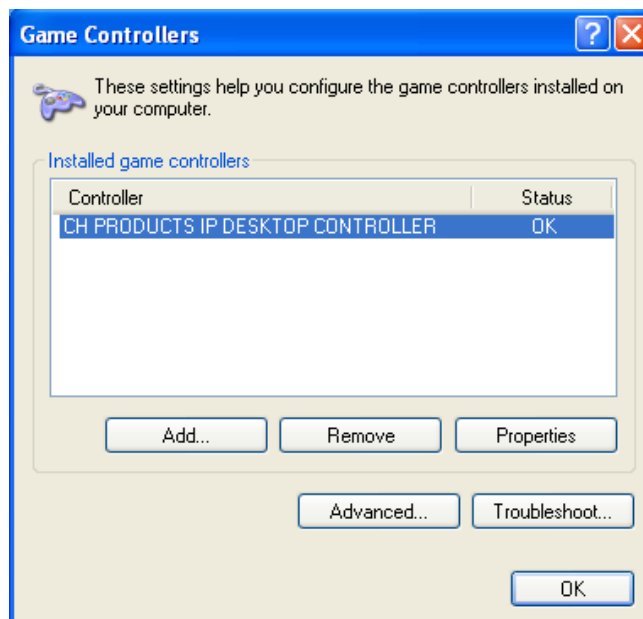 Game Controllers
These settings help you configure the game controllers installed on
your computer.
Installed game controllers
Controller Status
CH PRODUCTS IP DESKTOP CONTROLLER OK
Add... Remove Properties
Advanced... Troubleshoot...
OK